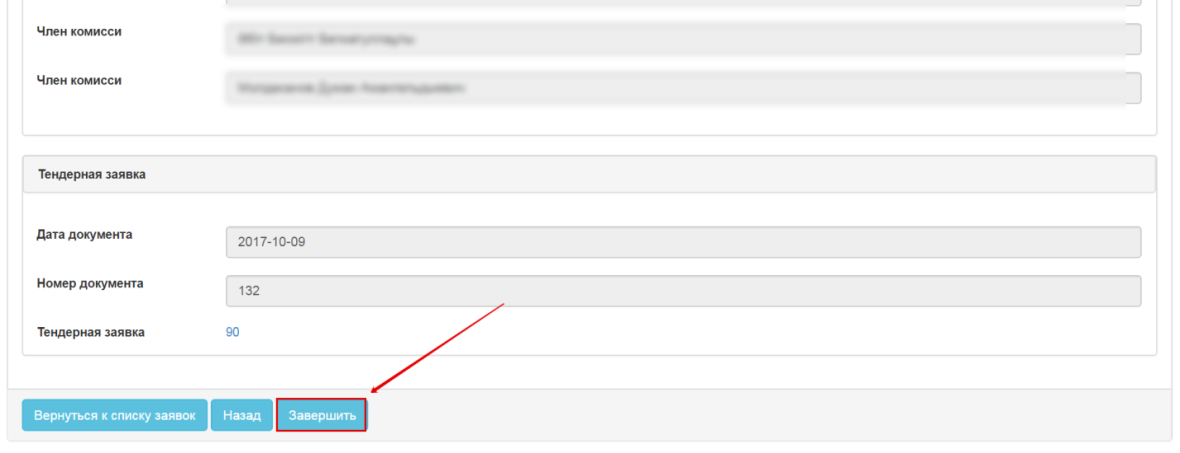 Член комисси
Член комисси
Тендерная заявка
Дата документа
2017-10-09
Номер документа
132
Тендерная заявка
90
Вернуться к списку заявок
Назад
Завершить